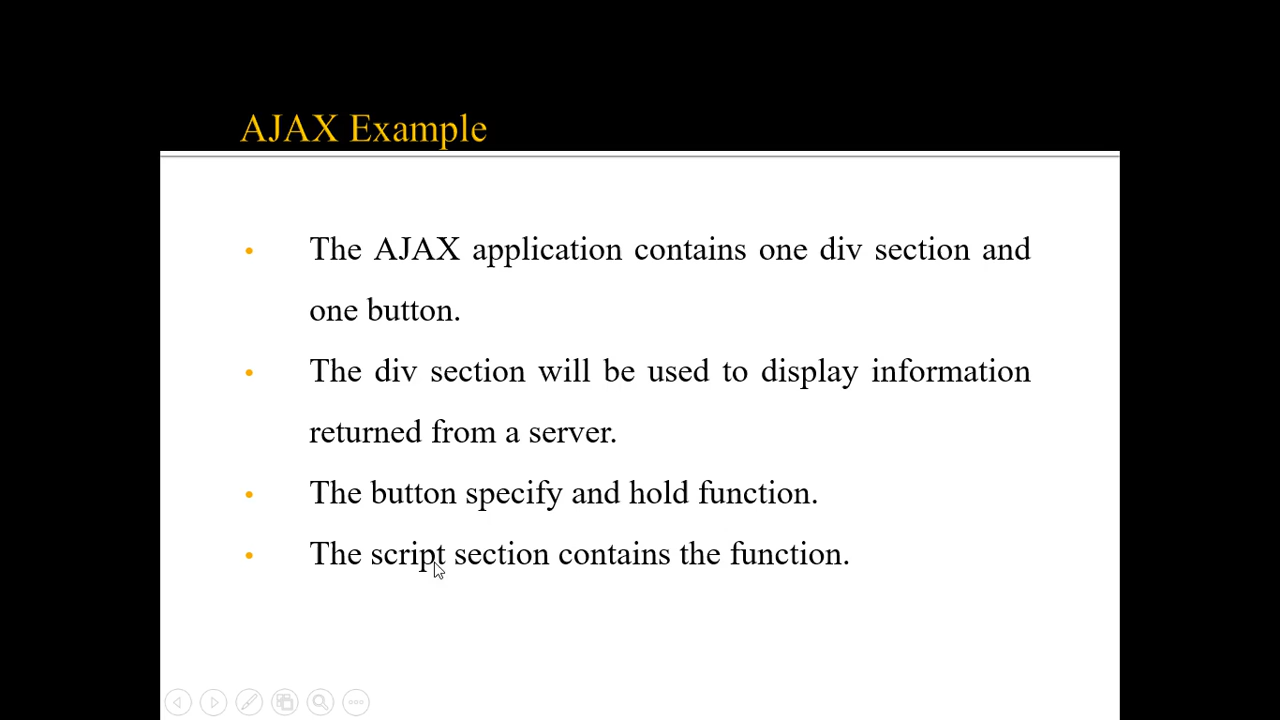 AJAX Example
• The AJAX application contains one div section and
one button.
• The div section will be used to display information
returned from a server.
• The button specify and hold function.
• The script section contains the function.